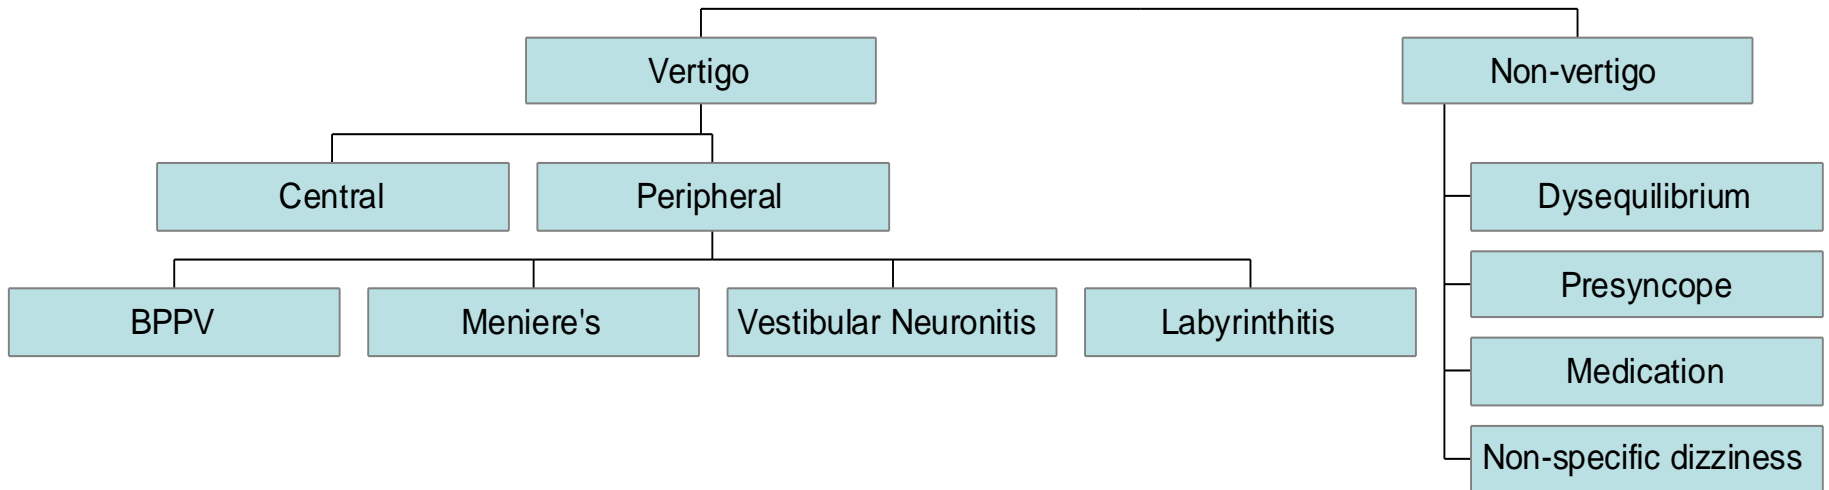 Vertigo
Non-vertigo
Central
Peripheral
Dysequilibrium
Presyncope
BPPV
Meniere's
Vestibular Neuronitis
Labyrinthitis
Medication
Non-specific dizziness